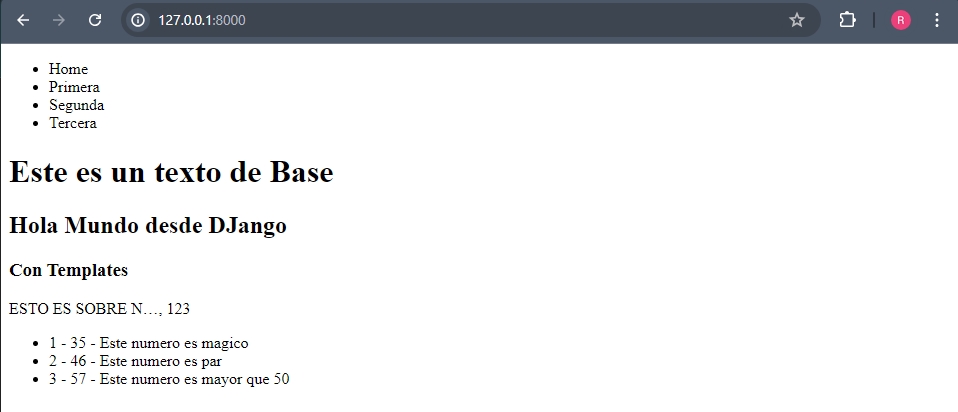 127.0.0.1:8000
R
Home
Primera
Segunda
Tercera
Este es un texto de Base
Hola Mundo desde DJango
Con Templates
ESTO ES SOBRE N…, 123
1 - 35 - Este numero es magico
2 - 46 - Este numero es par
3 - 57 - Este numero es mayor que 50